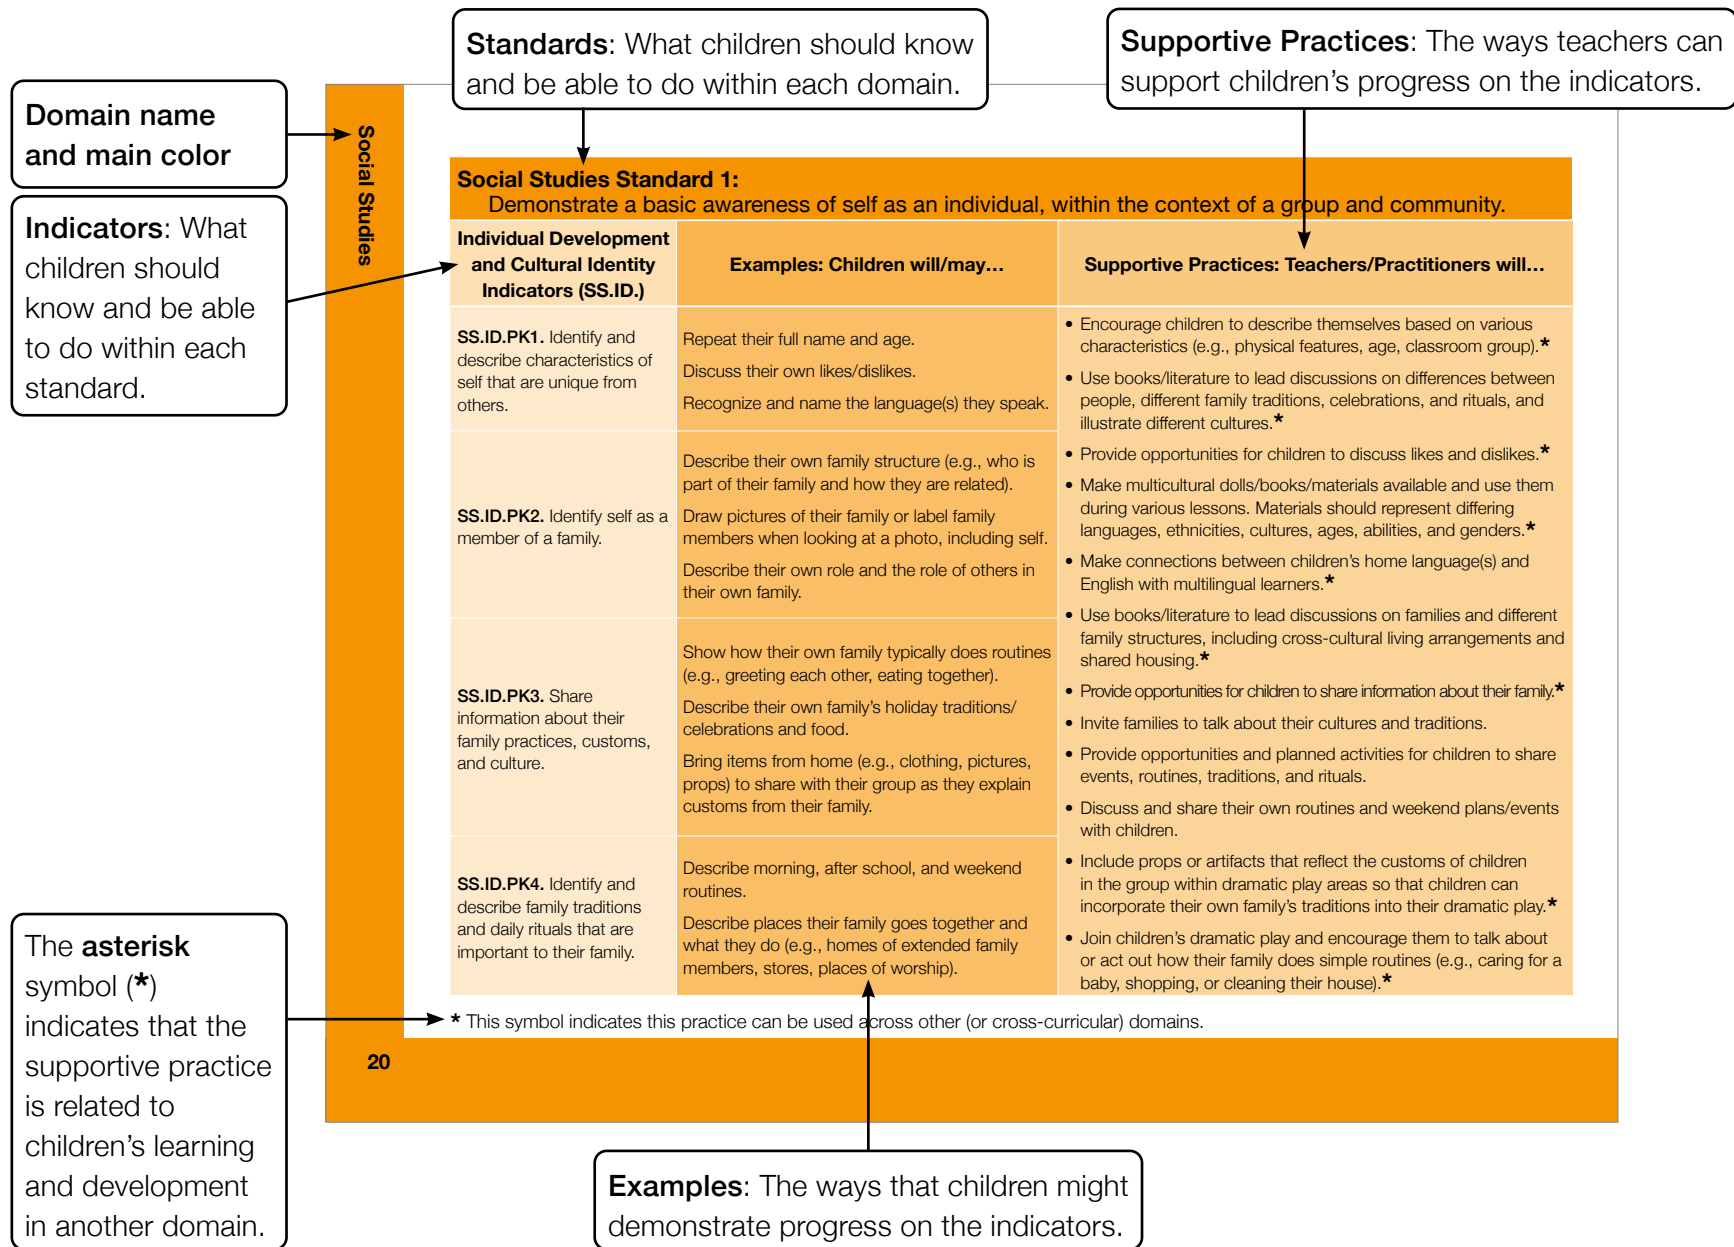 Standards: What children should know
and be able to do within each domain.
Supportive Practices: The ways teachers can
support children's progress on the indicators.
Domain name
and main color
Indicators: What
children should
know and be able
to do within each
standard.
Social Studies
Social Studies Standard 1:
Demonstrate a basic awareness of self as an individual, within the context of a group and community.
Individual Development
and Cultural Identity
Indicators (SS.ID.)
Examples: Children will/may…
Supportive Practices: Teachers/Practitioners will…
SS.ID.PK1. Identify and
describe characteristics of
self that are unique from
others.
Repeat their full name and age.
Discuss their own likes/dislikes.
Recognize and name the language(s) they speak.
SS.ID.PK2. Identify self as a
member of a family.
Describe their own family structure (e.g., who is
part of their family and how they are related).
Draw pictures of their family or label family
members when looking at a photo, including self.
Describe their own role and the role of others in
their own family.
SS.ID.PK3. Share
information about their
family practices, customs,
and culture.
Show how their own family typically does routines
(e.g., greeting each other, eating together).
Describe their own family's holiday traditions/
celebrations and food.
Bring items from home (e.g., clothing, pictures,
props) to share with their group as they explain
customs from their family.
SS.ID.PK4. Identify and
describe family traditions
and daily rituals that are
important to their family.
Describe morning, after school, and weekend
routines.
Describe places their family goes together and
what they do (e.g., homes of extended family
members, stores, places of worship).
• Encourage children to describe themselves based on various
characteristics (e.g., physical features, age, classroom group).*
• Use books/literature to lead discussions on differences between
people, different family traditions, celebrations, and rituals, and
illustrate different cultures.*
• Provide opportunities for children to discuss likes and dislikes.*
• Make multicultural dolls/books/materials available and use them
during various lessons. Materials should represent differing
languages, ethnicities, cultures, ages, abilities, and genders.*
• Make connections between children's home language(s) and
English with multilingual learners.*
• Use books/literature to lead discussions on families and different
family structures, including cross-cultural living arrangements and
shared housing.*
• Provide opportunities for children to share information about their family.*
• Invite families to talk about their cultures and traditions.
• Provide opportunities and planned activities for children to share
events, routines, traditions, and rituals.
• Discuss and share their own routines and weekend plans/events
with children.
• Include props or artifacts that reflect the customs of children
in the group within dramatic play areas so that children can
incorporate their own family's traditions into their dramatic play.*
• Join children's dramatic play and encourage them to talk about
or act out how their family does simple routines (e.g., caring for a
baby, shopping, or cleaning their house).*
* This symbol indicates this practice can be used across other (or cross-curricular) domains.
20
The asterisk
symbol (*)
indicates that the
supportive practice
is related to
children's learning
and development
in another domain.
Examples: The ways that children might
demonstrate progress on the indicators.